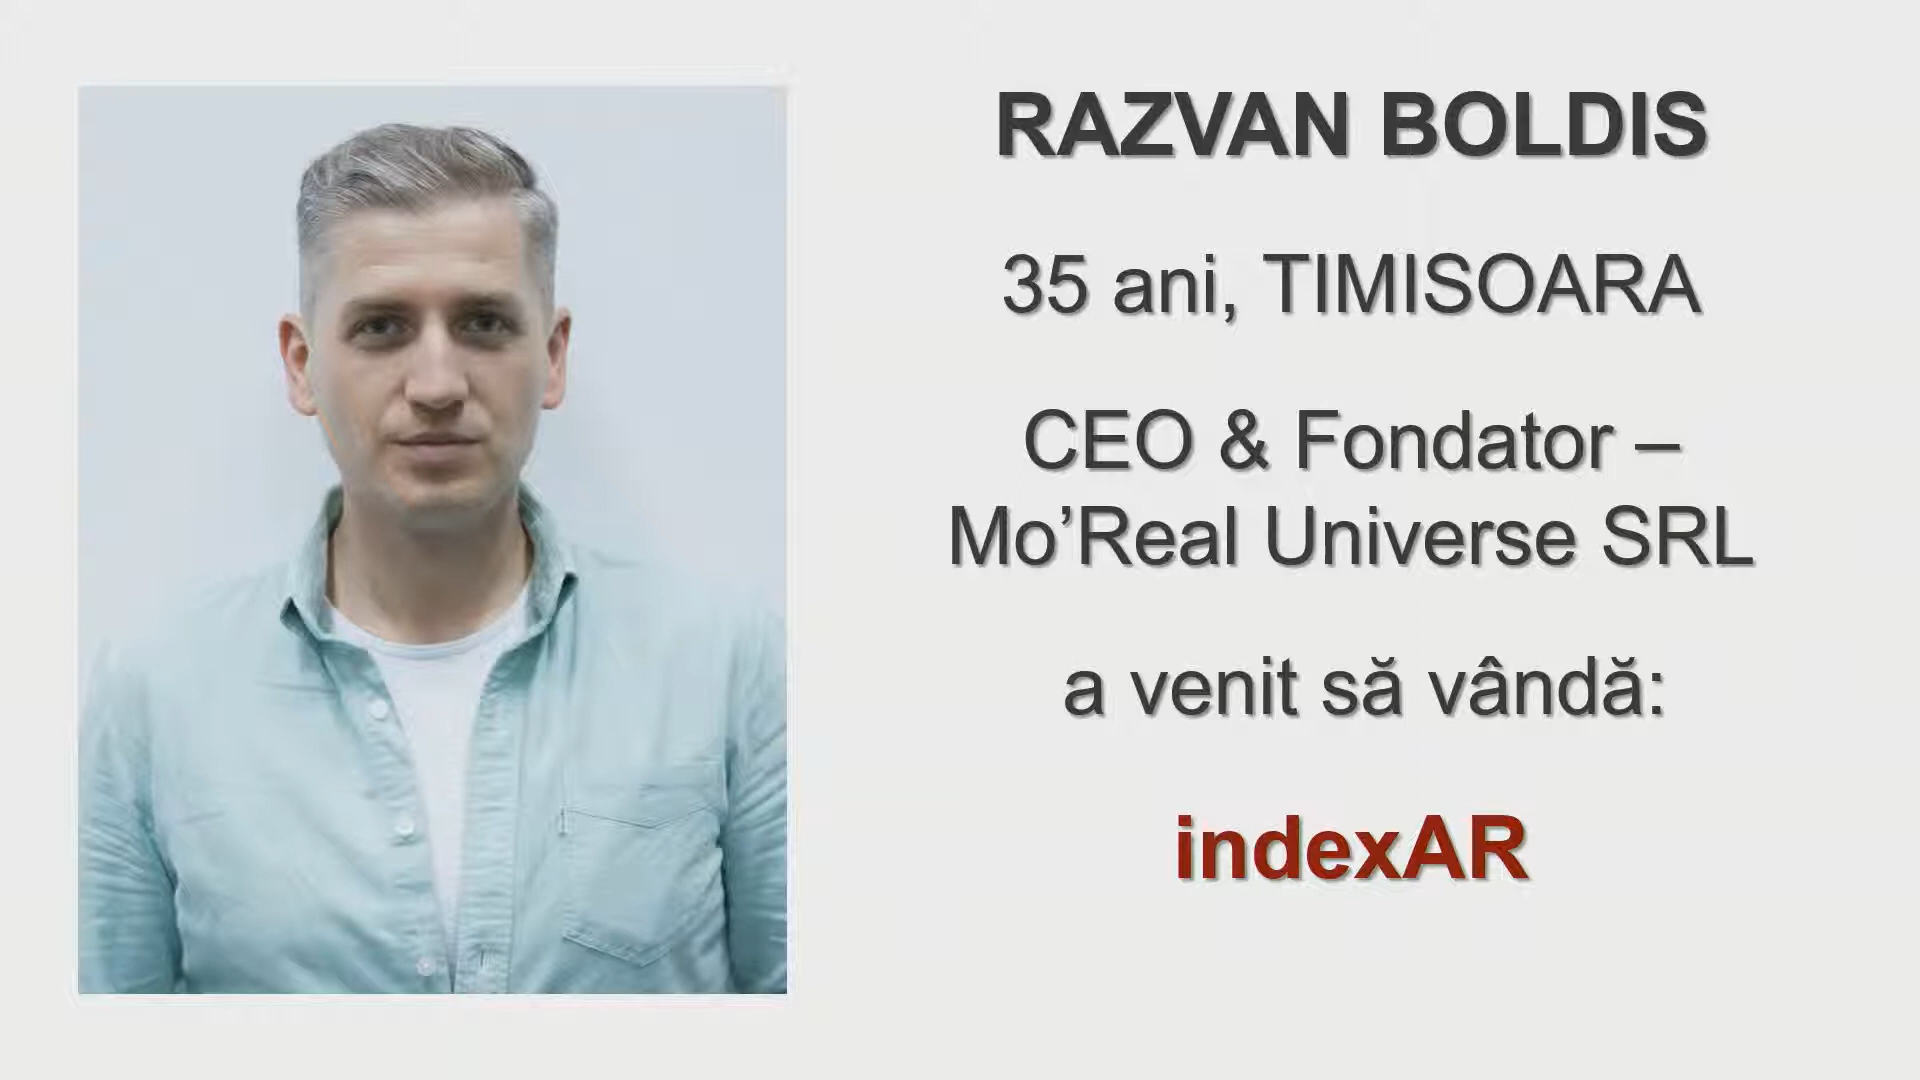 RAZVAN BOLDIS
35 ani, TIMISOARA
CEO & Fondator –
Mo’Real Universe SRL
a venit să vândă:
indexAR